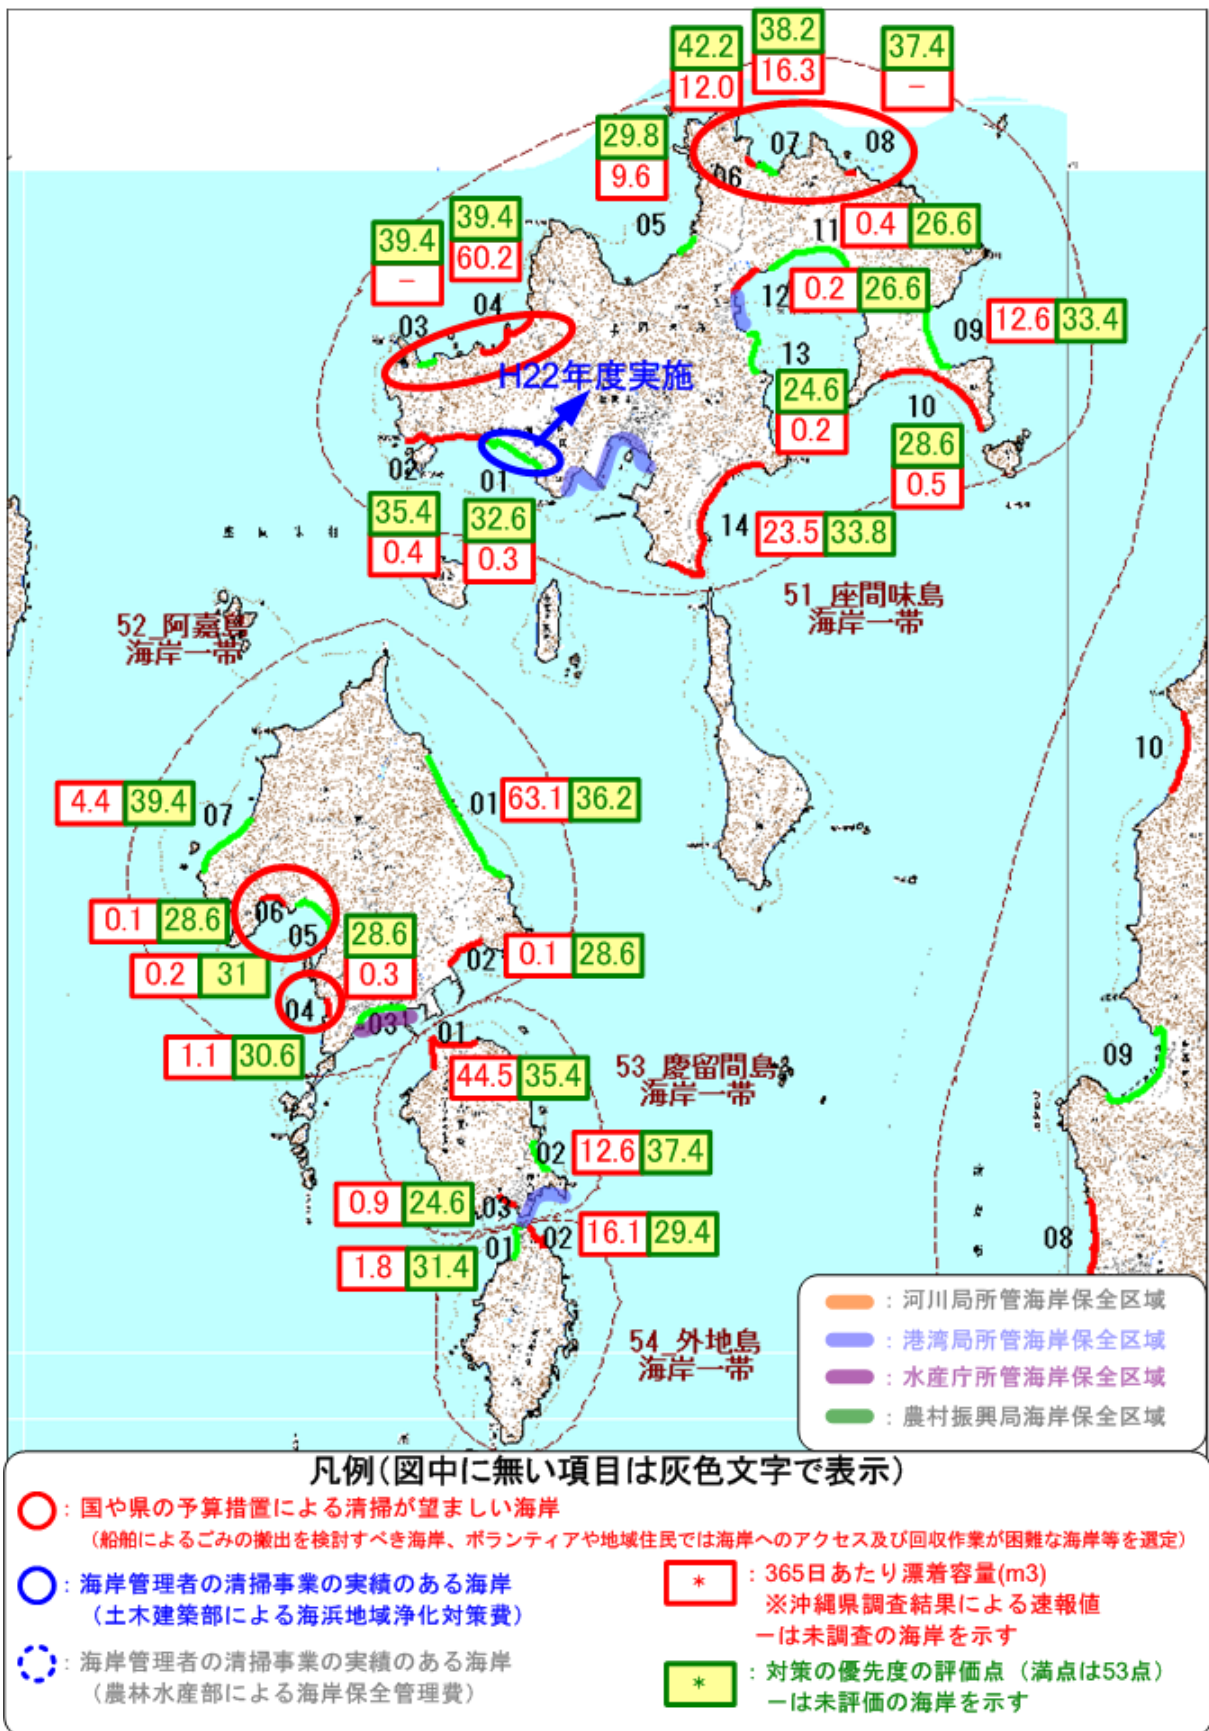 38.2
42.2
37.4
16.3
12.0
－
29.8
9.6
07
08
06
39.4
39.4
60.2
－
05
11
0.4 26.6
12
0.2 26.6
04
03
09
12.6 33.4
H22年度実施
13
24.6
0.2
10
28.6
0.5
02
01
35.4
0.4
32.6
0.3
14
23.5 33.8
51_座間味島
海岸一帯
52_阿嘉島
海岸一帯
10
4.4 39.4
07
01
63.1 36.2
06
0.1 28.6
05
28.6
0.3
02
0.1 28.6
0.2 31
04
03
01
1.1 30.6
44.5 35.4
53_慶留間島
海岸一帯
09
02
12.6 37.4
0.9 24.6
03
01
02
16.1 29.4
08
1.8 31.4
54_外地島
海岸一帯
：河川局所管海岸保全区域
：港湾局所管海岸保全区域
：水産庁所管海岸保全区域
：農村振興局海岸保全区域
凡例(図中に無い項目は灰色文字で表示)
：国や県の予算措置による清掃が望ましい海岸
（船舶によるごみの搬出を検討すべき海岸、ボランティアや地域住民では海岸へのアクセス及び回収作業が困難な海岸等を選定）
：海岸管理者の清掃事業の実績のある海岸
（土木建築部による海浜地域浄化対策費）
：海岸管理者の清掃事業の実績のある海岸
（農林水産部による海岸保全管理費）
* ：365日あたり漂着容量(m3)
※沖縄県調査結果による速報値
－は未調査の海岸を示す
* ：対策の優先度の評価点（満点は53点）
－は未評価の海岸を示す